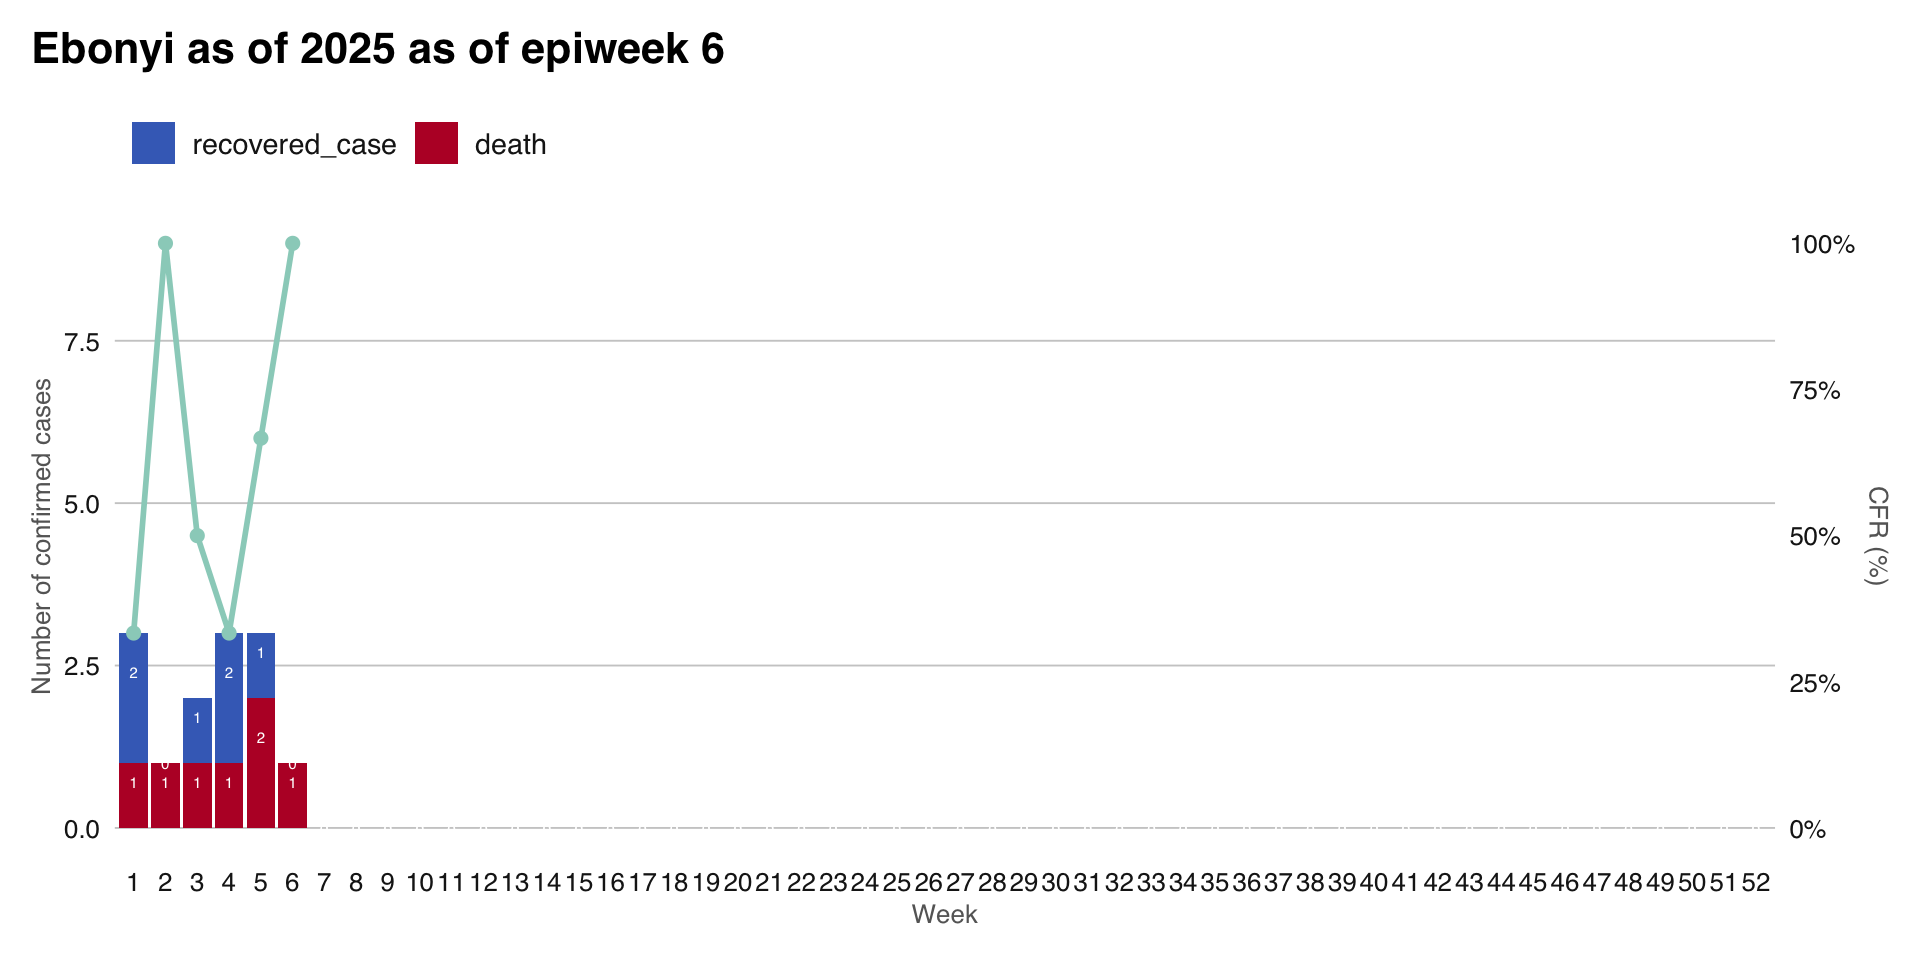 Ebonyi as of 2025 as of epiweek 6
recovered_case death
100%
7.5
75%
Number of confirmed cases
5.0
CFR (%)
50%
2.5
25%
2 2 1
1
2
0 0
1 1 1 1 1
0.0 0%
1 2 3 4 5 6 7 8 9 10 11 12 13 14 15 16 17 18 19 20 21 22 23 24 25 26 27 28 29 30 31 32 33 34 35 36 37 38 39 40 41 42 43 44 45 46 47 48 49 50 51 52
Week